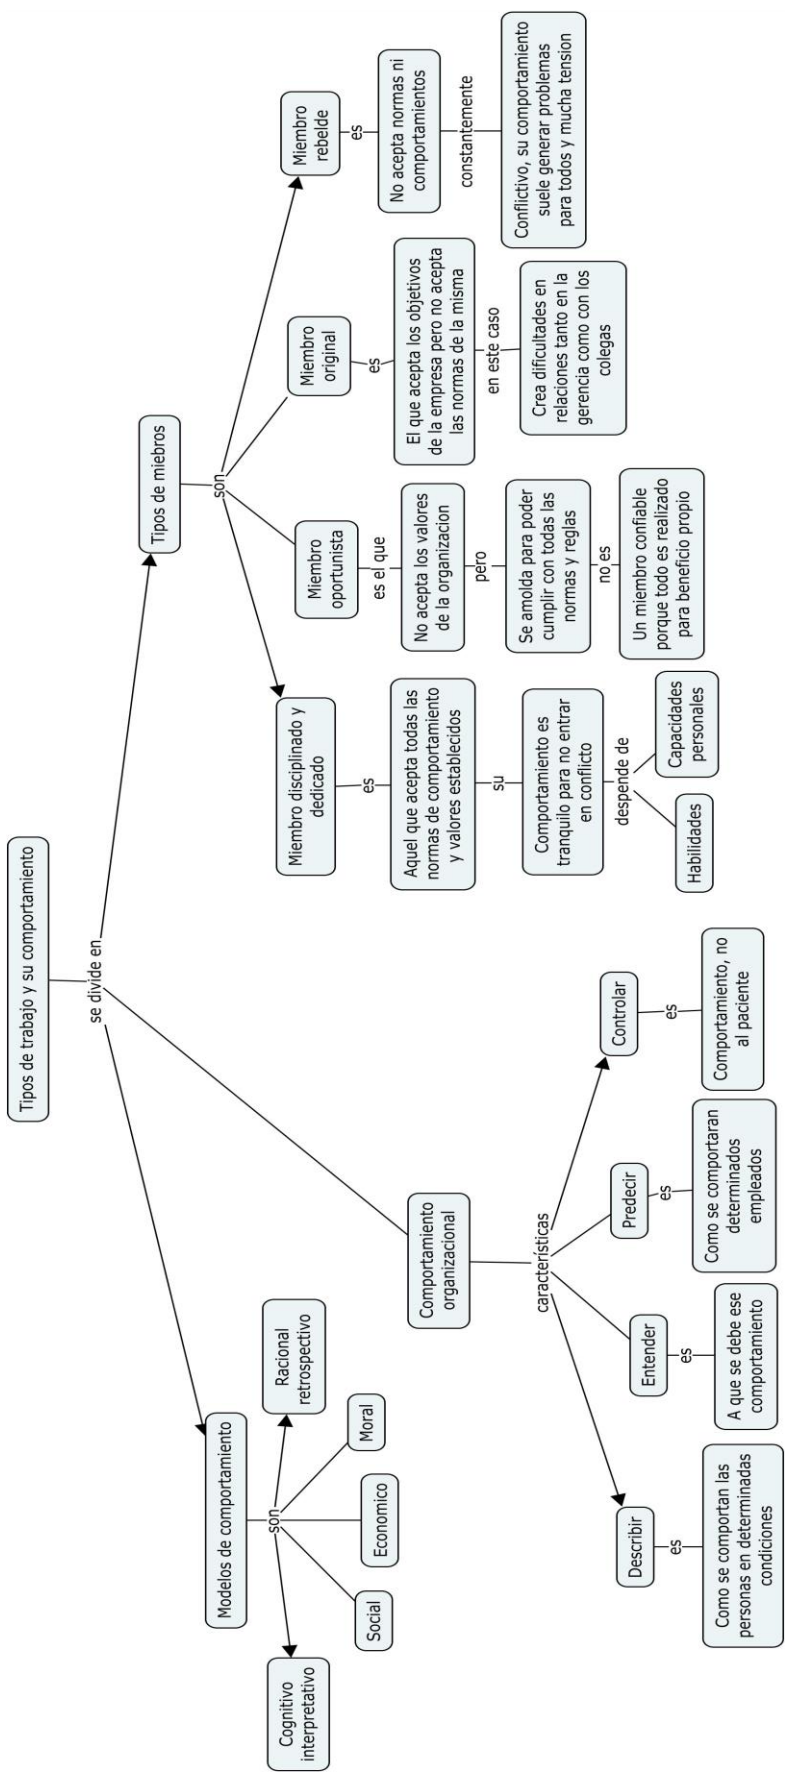 Tipos de trabajo y su comportamiento
se divide en
Modelos de comportamiento
son
Cognitivo
interpretativo
Social
Economico
Moral
Racional
retrospectivo
Comportamiento
organizacional
características
Describir
es
Como se comportan las
personas en determinadas
condiciones
Entender
es
A que se debe ese
comportamiento
Predecir
es
Como se comportaran
determinados
empleados
Controlar
es
Comportamiento, no
al paciente
Tipos de miebros
son
Miembro disciplinado y
dedicado
es
Aquel que acepta todas las
normas de comportamiento
y valores establecidos
su
Comportamiento es
tranquilo para no entrar
en conflicto
despende de
Habilidades
Capacidades
personales
Miembro
oportunista
es el que
No acepta los valores
de la organizacion
pero
Se amolda para poder
cumplir con todas las
normas y reglas
no es
Un miembro confiable
porque todo es realizado
para beneficio propio
Miembro
original
es
El que acepta los objetivos
de la empresa pero no acepta
las normas de la misma
en este caso
Crea dificultades en
relaciones tanto en la
gerencia como con los
colegas
Miembro
rebelde
es
No acepta normas ni
comportamientos
constantemente
Conflictivo, su comportamiento
suele generar problemas
para todos y mucha tension